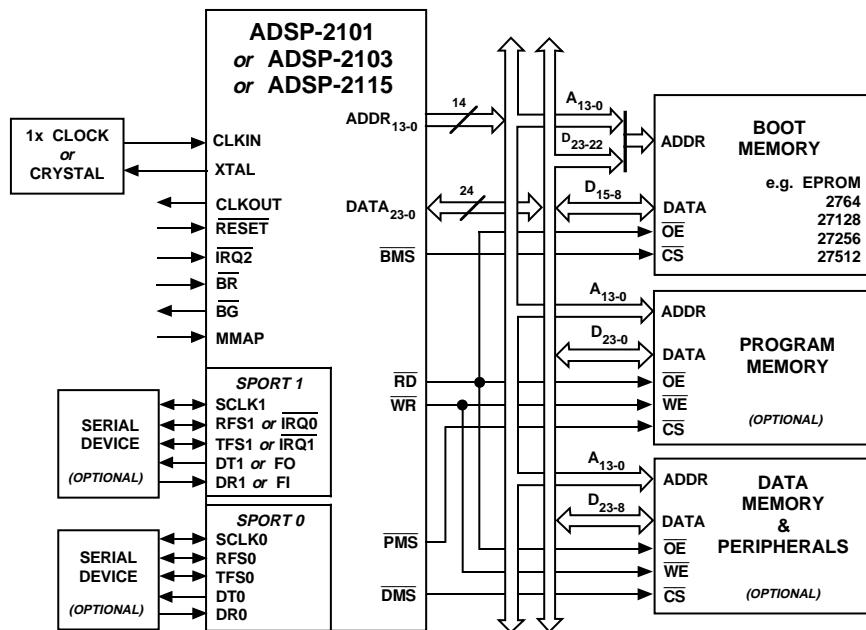 ADSP-2101
or ADSP-2103
or ADSP-2115
1x CLOCK
or
CRYSTAL
CLKIN
XTAL
CLKOUT
RESET
IRQ2
BR
BG
MMAP
ADDR13-0
14
DATA23-0
24
BMS
RD
WR
PMS
DMS
SPORT 1
SCLK1
RFS1 or IRQ0
TFS1 or IRQ1
DT1 or FO
DR1 or FI
SERIAL
DEVICE
(OPTIONAL)
SPORT 0
SCLK0
RFS0
TFS0
DT0
DR0
SERIAL
DEVICE
(OPTIONAL)
A13-0
D23-22
D15-8
ADDR
DATA
OE
CS
BOOT
MEMORY
e.g. EPROM
2764
27128
27256
27512
A13-0
D23-0
ADDR
DATA
OE
WE
CS
PROGRAM
MEMORY
(OPTIONAL)
A13-0
D23-8
ADDR
DATA
OE
WE
CS
DATA
MEMORY
&
PERIPHERALS
(OPTIONAL)